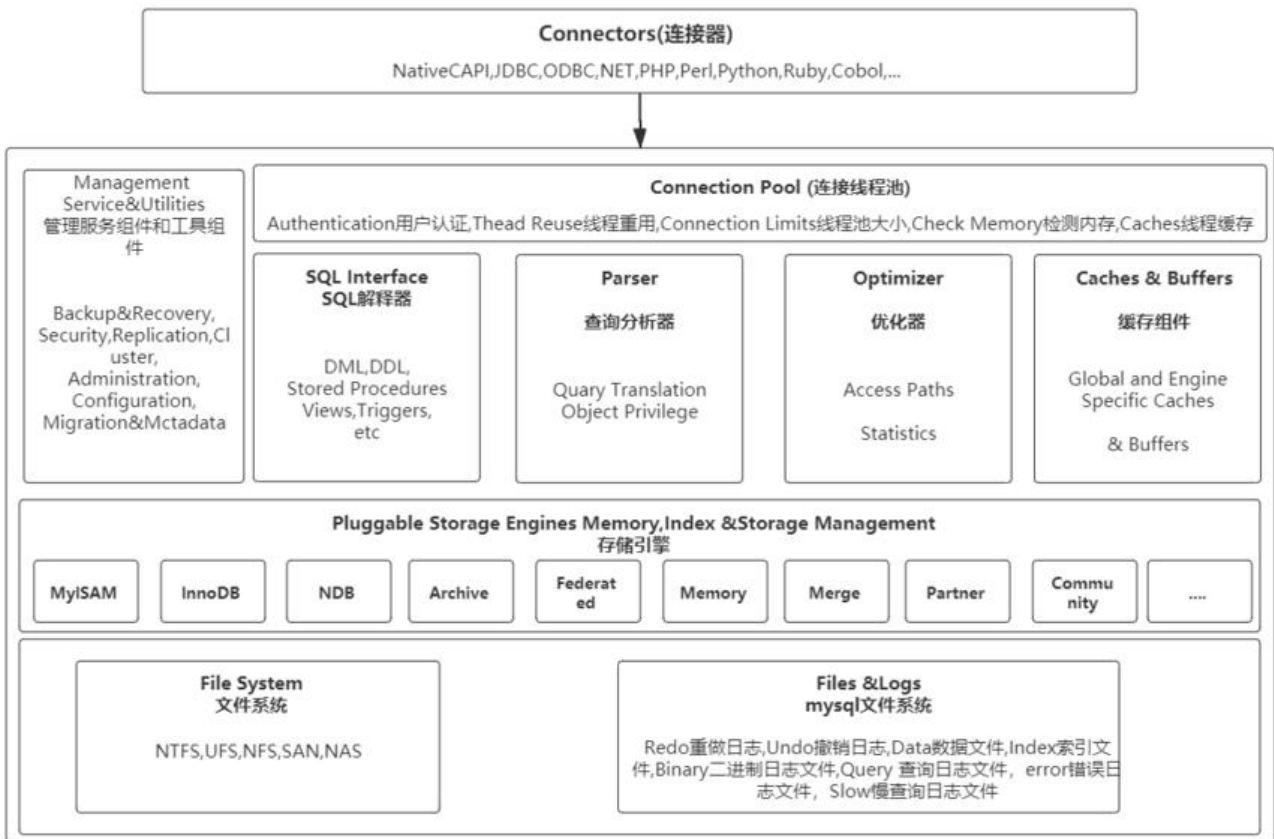 Connectors(连接器)
NativeCAPI,JDBC,ODBC,NET,PHP,Perl,Python,Ruby,Cobol,...
Management
Service&Utilities
管理服务组件和工具组
件
Backup&Recovery,
Security,Replication,Cl
uster,
Administration,
Configuration,
Migration&Mctadata
Connection Pool (连接线程池)
Authentication用户认证,Thead Reuse线程重用,Connection Limits线程池大小,Check Memory检测内存,Caches线程缓存
SQL Interface
SQL解释器
DML,DDL,
Stored Procedures
Views,Triggers,
etc
Parser
查询分析器
Quary Translation
Object Privilege
Optimizer
优化器
Access Paths
Statistics
Caches & Buffers
缓存组件
Global and Engine
Specific Caches
& Buffers
Pluggable Storage Engines Memory,Index &Storage Management
存储引擎
MyISAM
InnoDB
NDB
Archive
Federat
ed
Memory
Merge
Partner
Commu
nity
....
File System
文件系统
NTFS,UFS,NFS,SAN,NAS
Files &Logs
mysql文件系统
Redo重做日志,Undo撤销日志,Data数据文件,Index索引文
件,Binary二进制日志文件,Query 查询日志文件，error错误日
志文件，Slow慢查询日志文件